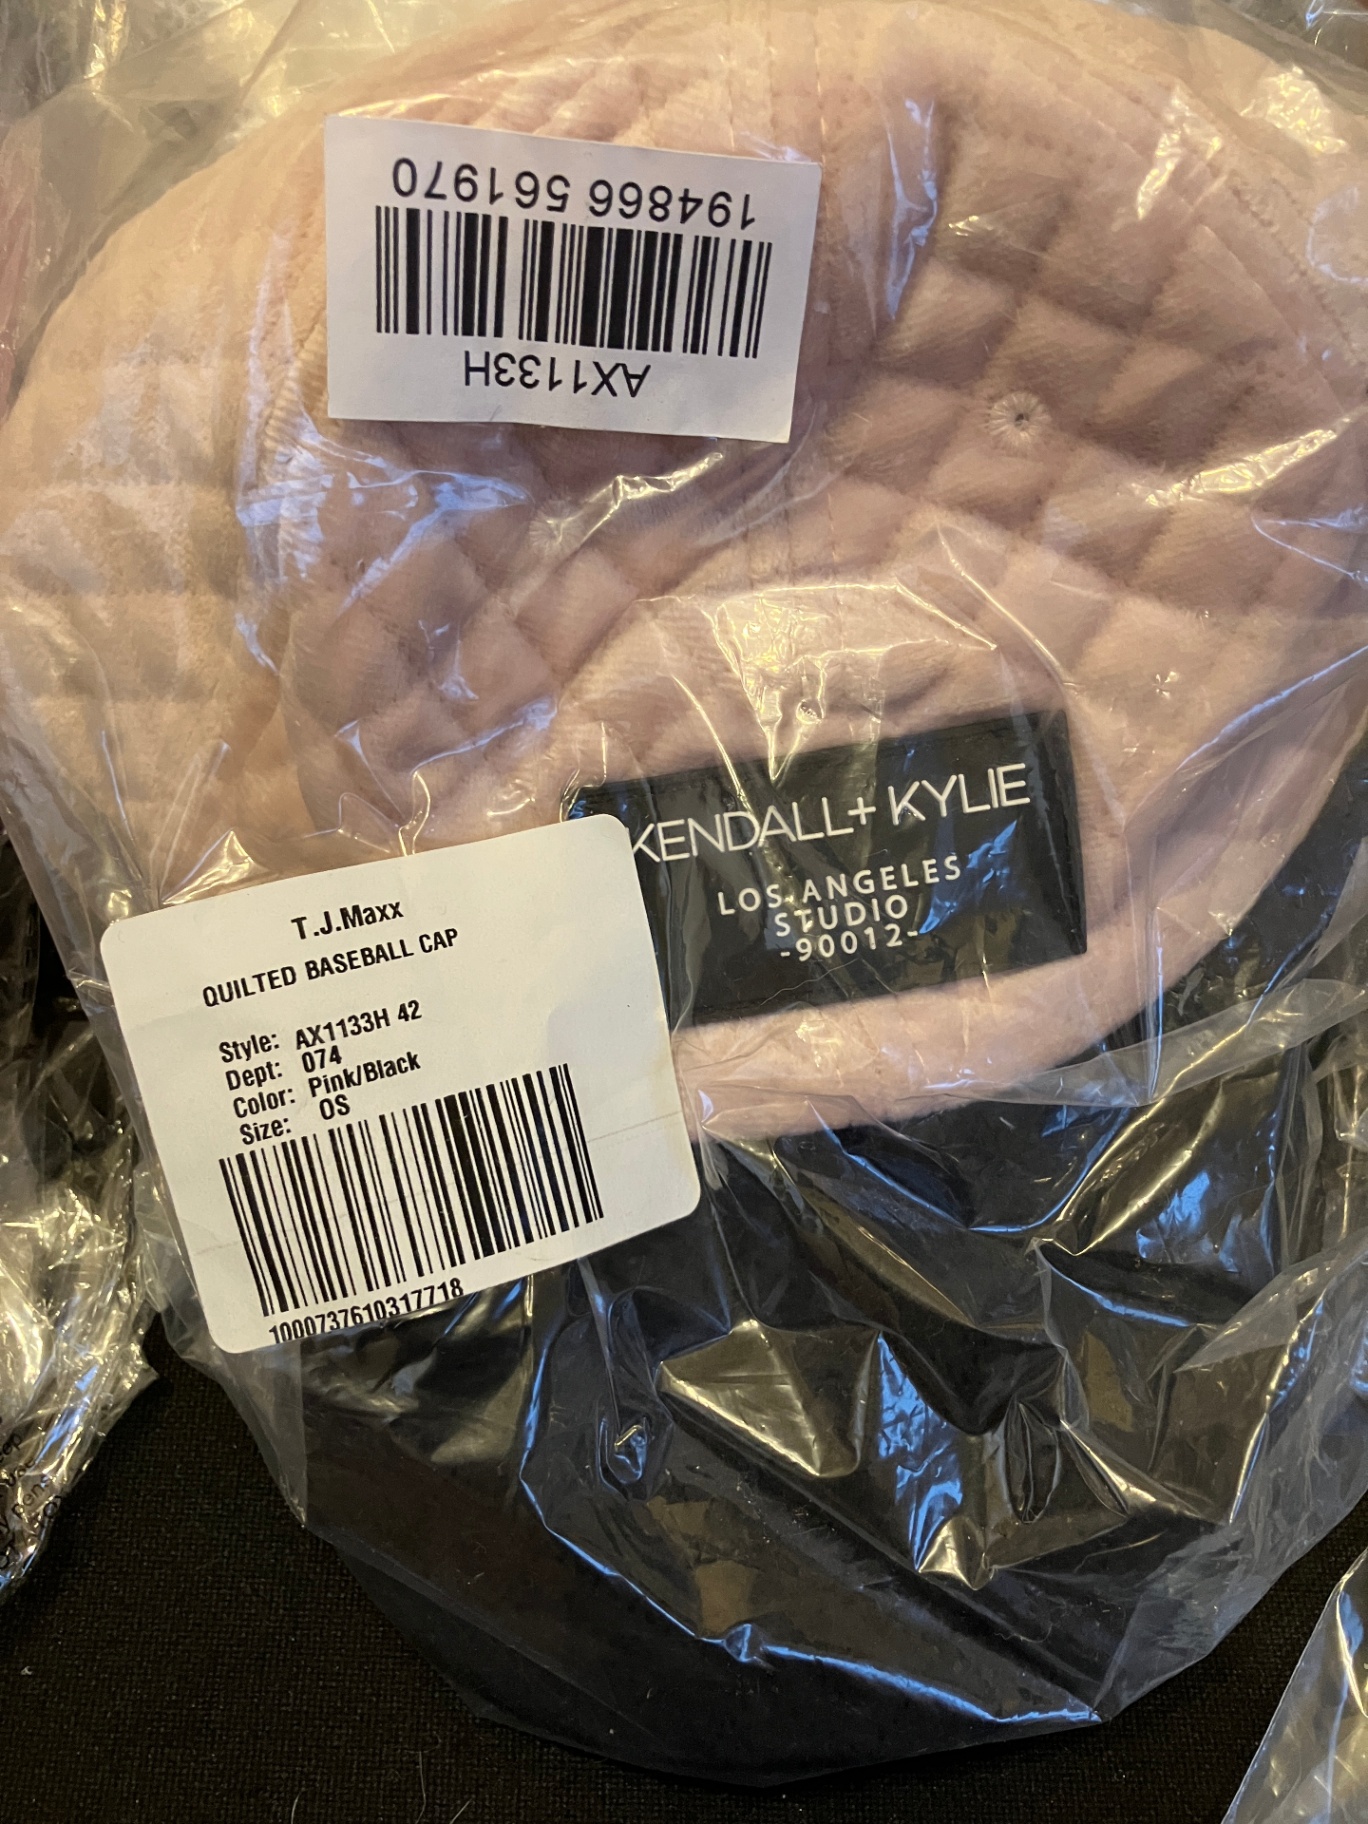 194866 561970
AX1133H
KENDALL+ KYLIE
LOS ANGELES
STUDIO
-90012-
T.J.Maxx
QUILTED BASEBALL CAP
Style: AX1133H 42
Dept: 074
Color: Pink/Black
Size: OS
1000737610317718